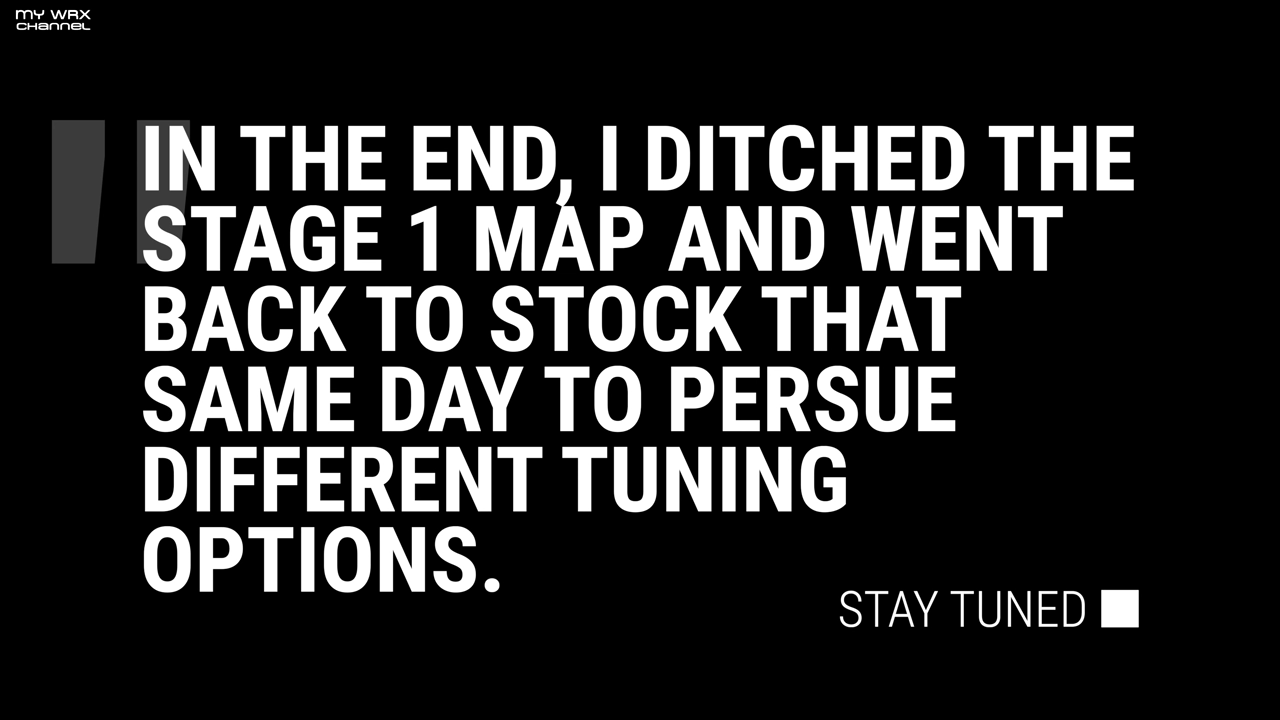 MY WRX
CHANNEL
"
IN THE END, I DITCHED THE
STAGE 1 MAP AND WENT
BACK TO STOCK THAT
SAME DAY TO PERSUE
DIFFERENT TUNING
OPTIONS.
STAY TUNED